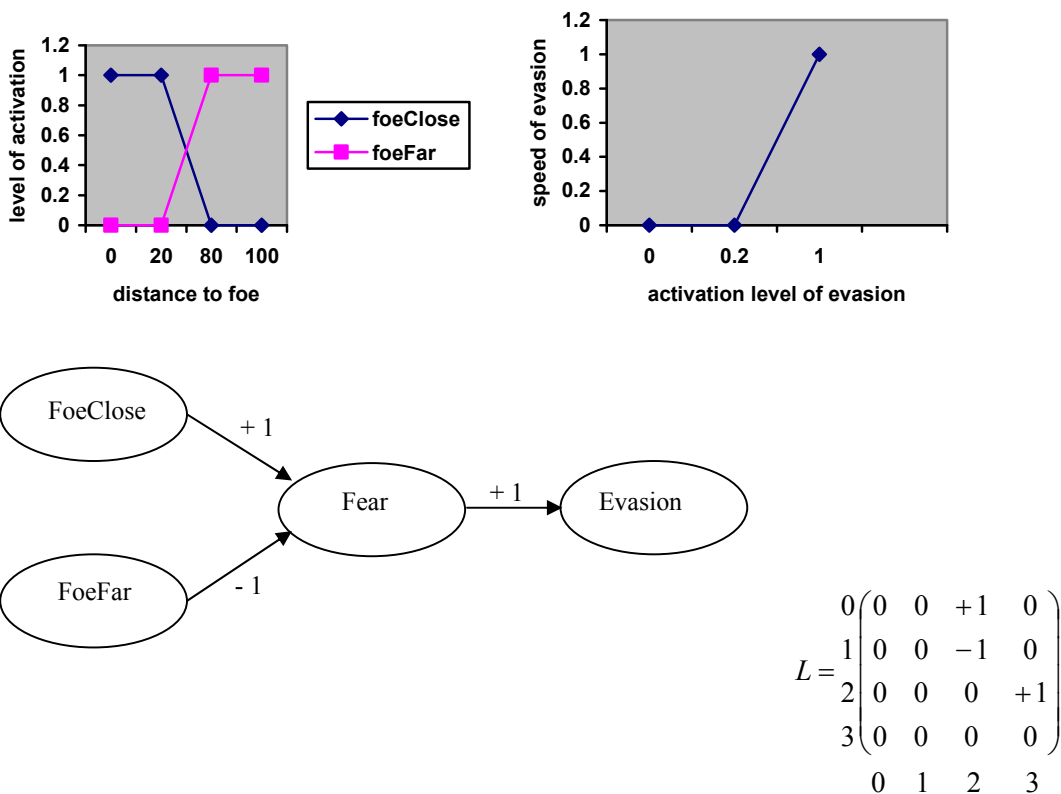 level of activation
1.2
1
0.8
0.6
0.4
0.2
0
0 20 80 100
distance to foe
foeClose
foeFar
speed of evasion
1.2
1
0.8
0.6
0.4
0.2
0
0 0.2 1
activation level of evasion
FoeClose
+ 1
Fear
+ 1
Evasion
FoeFar
- 1
L =
0 0 0 +1 0
1 0 0 −1 0
2 0 0 0 +1
3 0 0 0 0
0 1 2 3